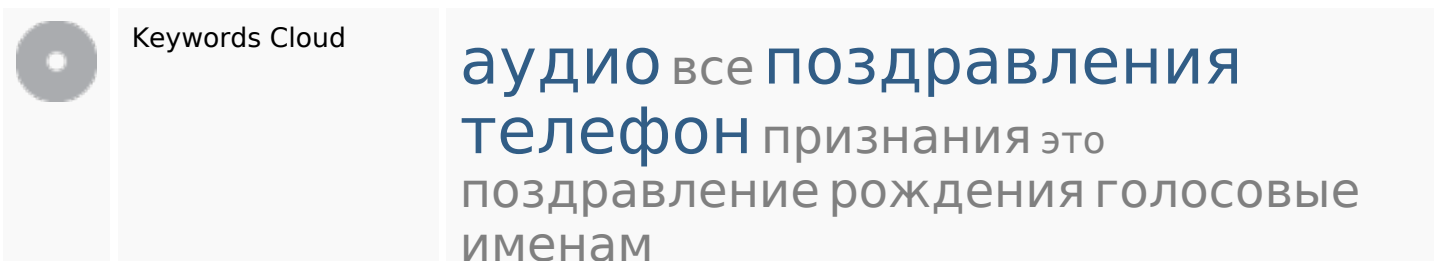 Keywords Cloud
аудио все поздравления
телефон признания это
поздравление рождения голосовые
именам